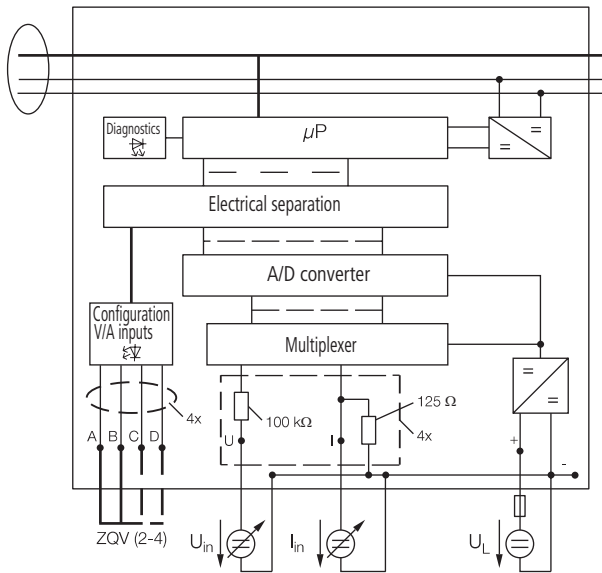 Diagnostics
µP
=
=
Electrical separation
A/D converter
Configuration
V/A inputs
Multiplexer
=
=
100 kΩ
125 Ω
4x
4x
A B C D
U
I
+
-
ZQV (2-4)
Uin
Iin
UL